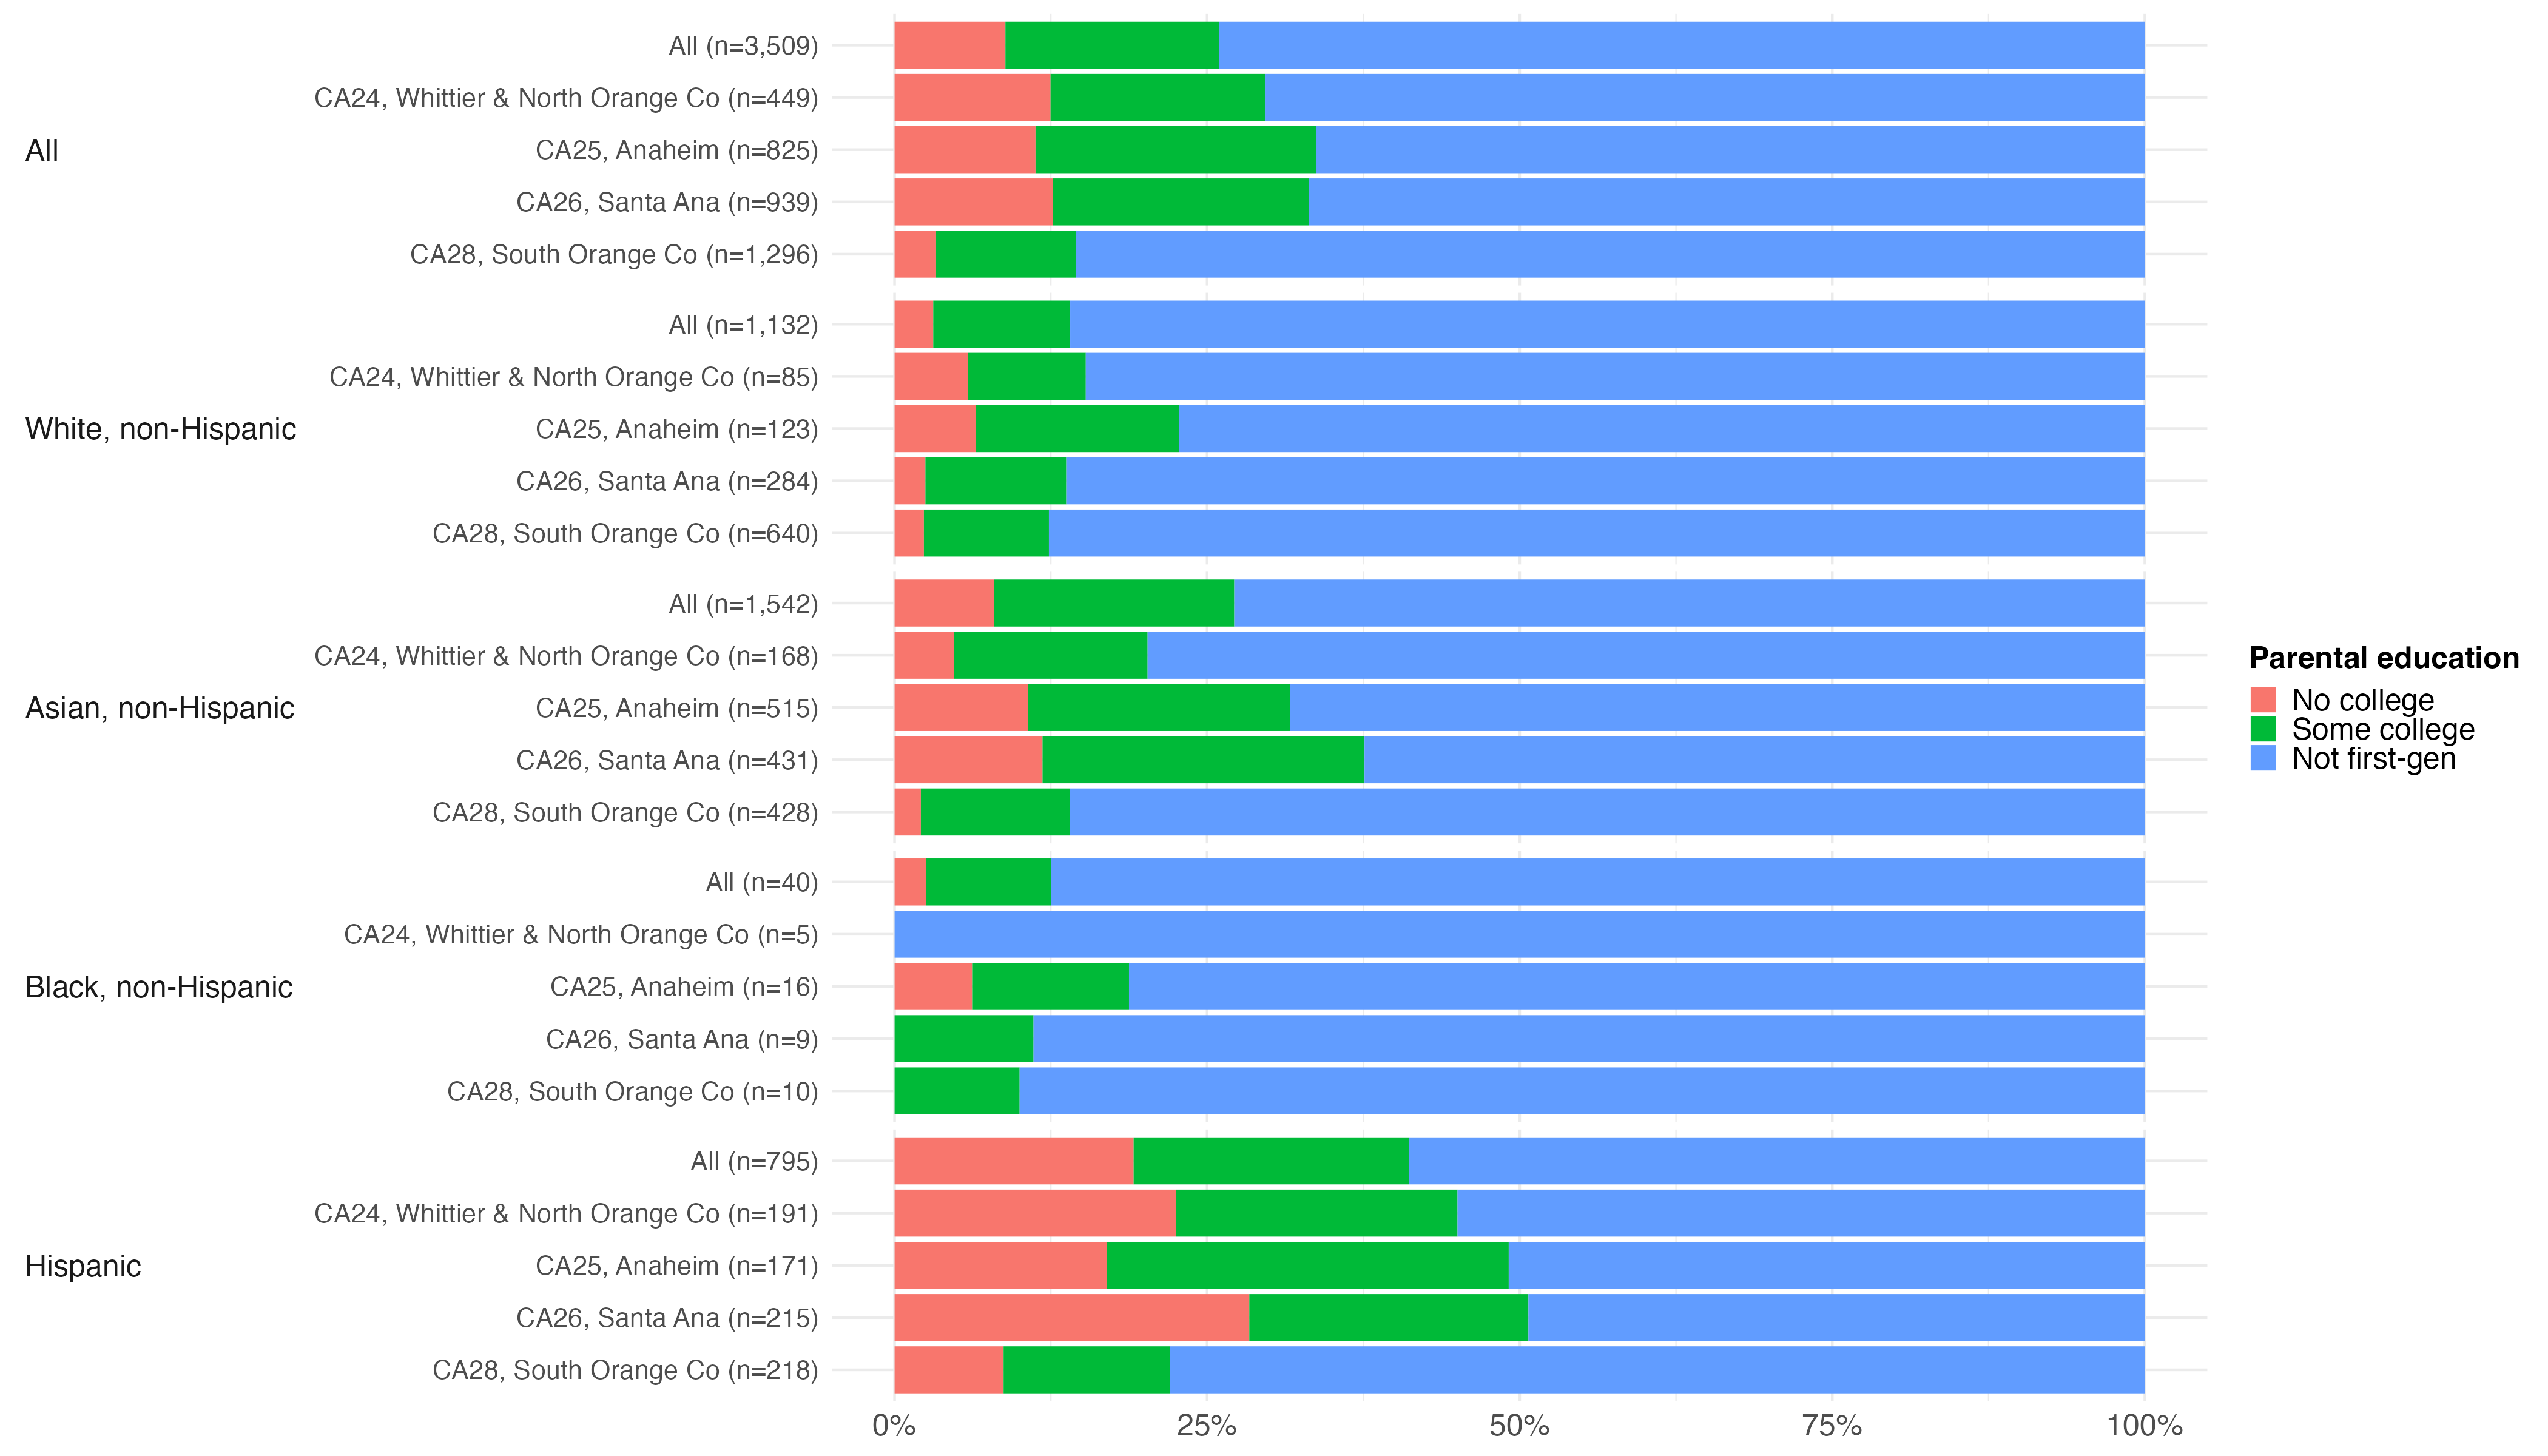 All
All (n=3,509)
CA24, Whittier & North Orange Co (n=449)
CA25, Anaheim (n=825)
CA26, Santa Ana (n=939)
CA28, South Orange Co (n=1,296)
White, non-Hispanic
All (n=1,132)
CA24, Whittier & North Orange Co (n=85)
CA25, Anaheim (n=123)
CA26, Santa Ana (n=284)
CA28, South Orange Co (n=640)
Asian, non-Hispanic
All (n=1,542)
CA24, Whittier & North Orange Co (n=168)
CA25, Anaheim (n=515)
CA26, Santa Ana (n=431)
CA28, South Orange Co (n=428)
Black, non-Hispanic
All (n=40)
CA24, Whittier & North Orange Co (n=5)
CA25, Anaheim (n=16)
CA26, Santa Ana (n=9)
CA28, South Orange Co (n=10)
Hispanic
All (n=795)
CA24, Whittier & North Orange Co (n=191)
CA25, Anaheim (n=171)
CA26, Santa Ana (n=215)
CA28, South Orange Co (n=218)
0% 25% 50% 75% 100%
Parental education
No college
Some college
Not first-gen